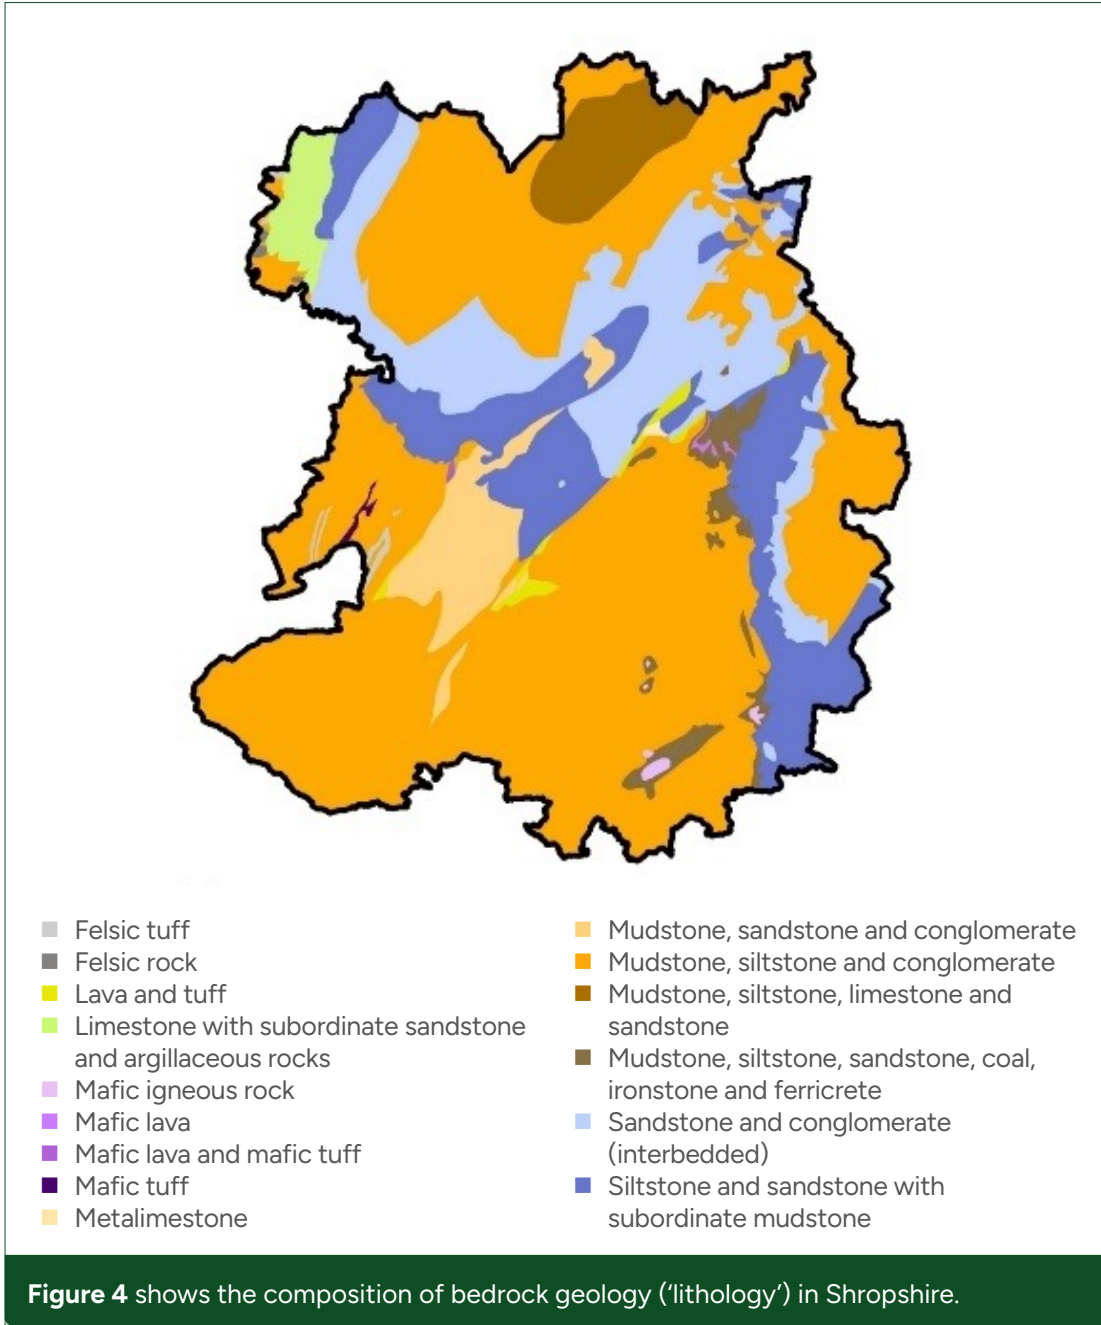 Felsic tuff
Felsic rock
Lava and tuff
Limestone with subordinate sandstone
and argillaceous rocks
Mafic igneous rock
Mafic lava
Mafic lava and mafic tuff
Mafic tuff
Metalimestone
Mudstone, sandstone and conglomerate
Mudstone, siltstone and conglomerate
Mudstone, siltstone, limestone and
sandstone
Mudstone, siltstone, sandstone, coal,
ironstone and ferricrete
Sandstone and conglomerate
(interbedded)
Siltstone and sandstone with
subordinate mudstone
Figure 4 shows the composition of bedrock geology (‘lithology’) in Shropshire.